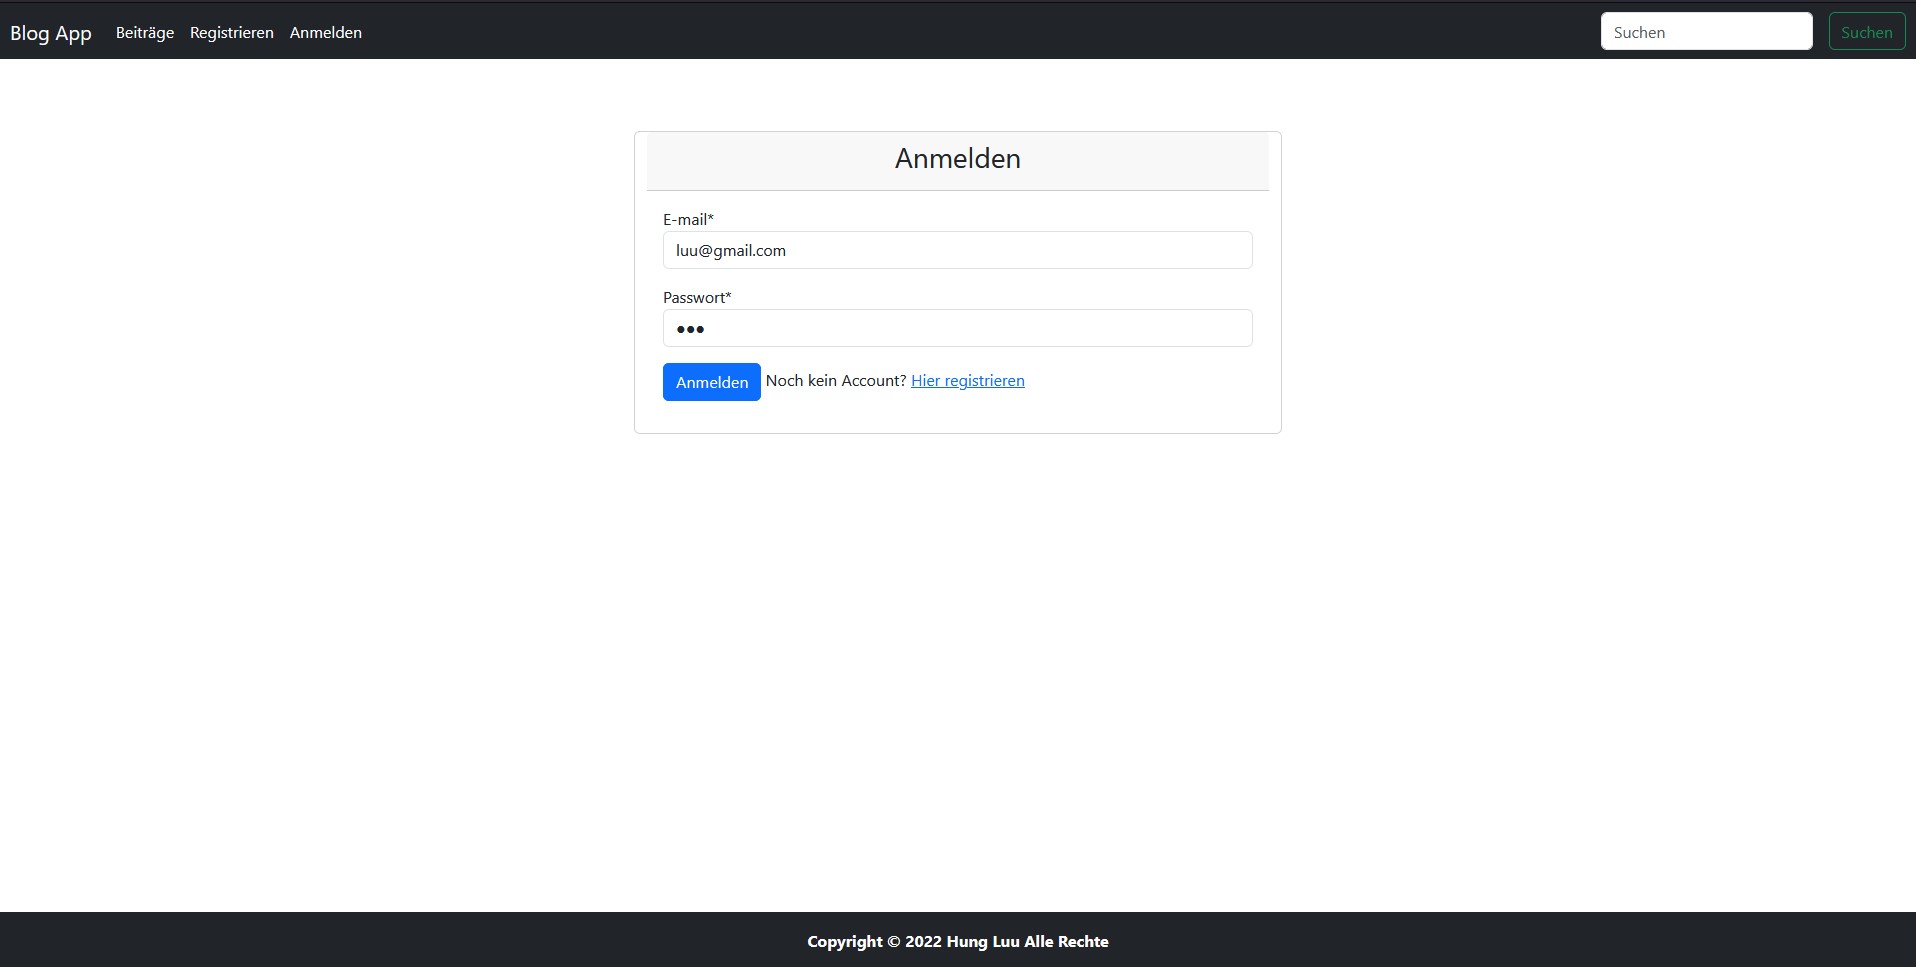 Blog App Beiträge Registrieren Anmelden Suchen Suchen
Anmelden
E-mail*
luu@gmail.com
Passwort*
●●●
Anmelden Noch kein Account? Hier registrieren
Copyright © 2022 Hung Luu Alle Rechte